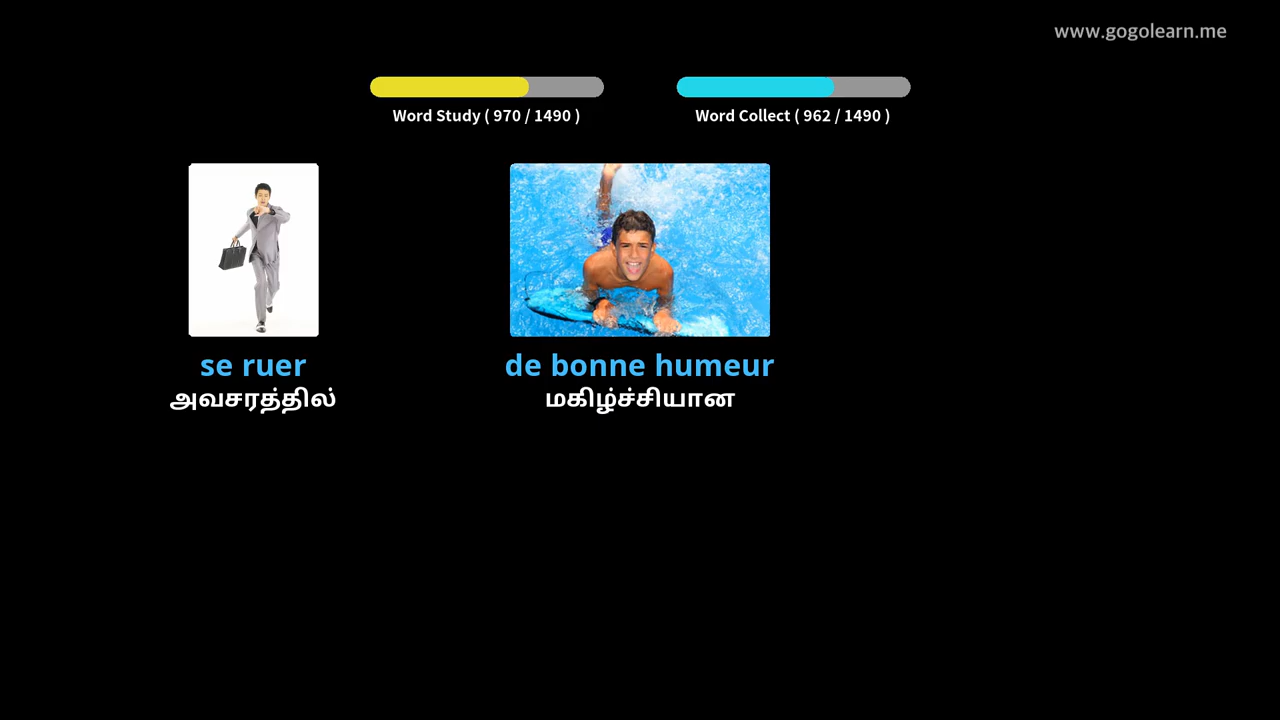 www.gogolearn.me
Word Study ( 970 / 1490 )
Word Collect ( 962 / 1490 )
se ruer
அவசரத்தில்
de bonne humeur
மகிழ்ச்சியான